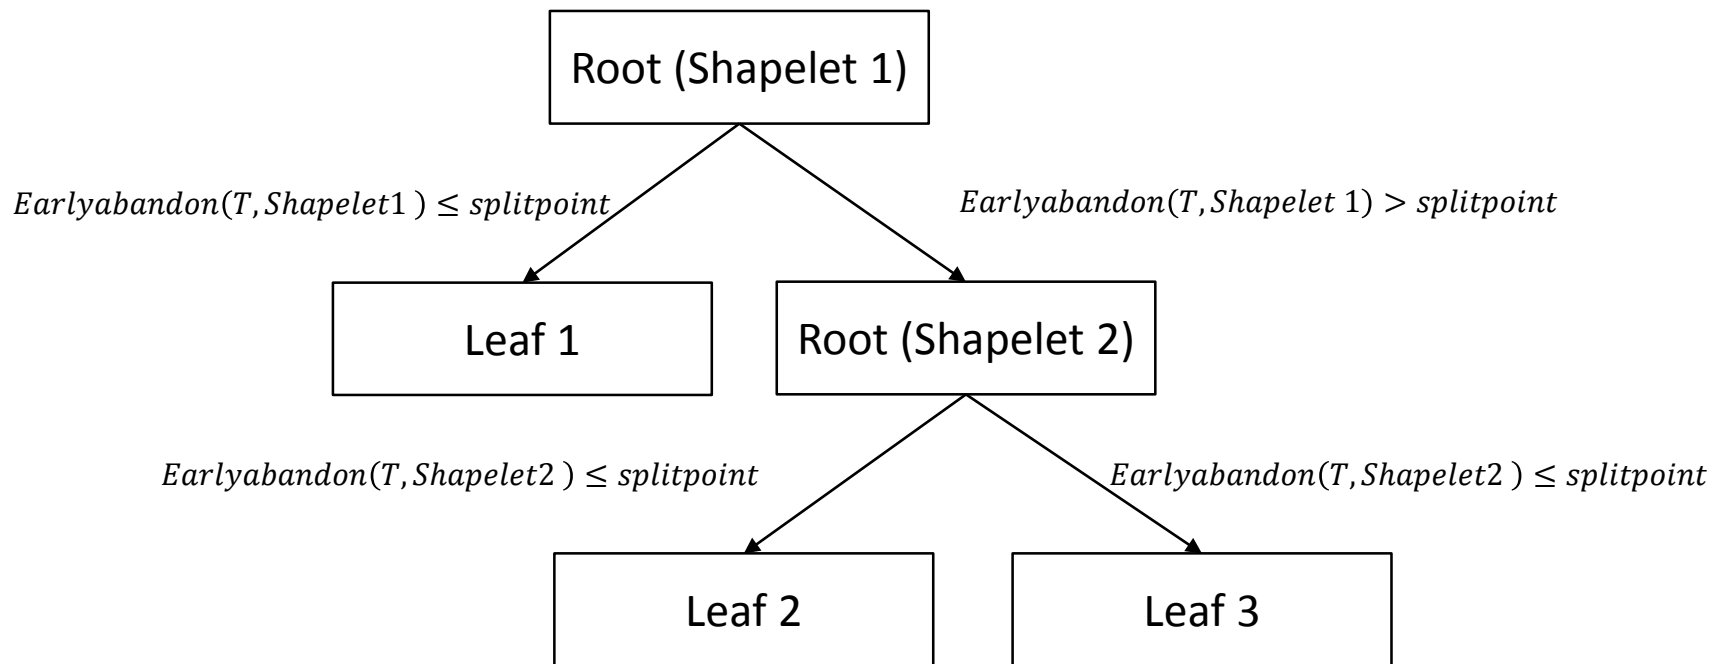 Root (Shapelet 1)
Earlyabandon(T, Shapelet1 ) ≤ splitpoint
Earlyabandon(T, Shapelet 1) > splitpoint
Leaf 1
Root (Shapelet 2)
Earlyabandon(T, Shapelet2 ) ≤ splitpoint
Earlyabandon(T, Shapelet2 ) ≤ splitpoint
Leaf 2
Leaf 3